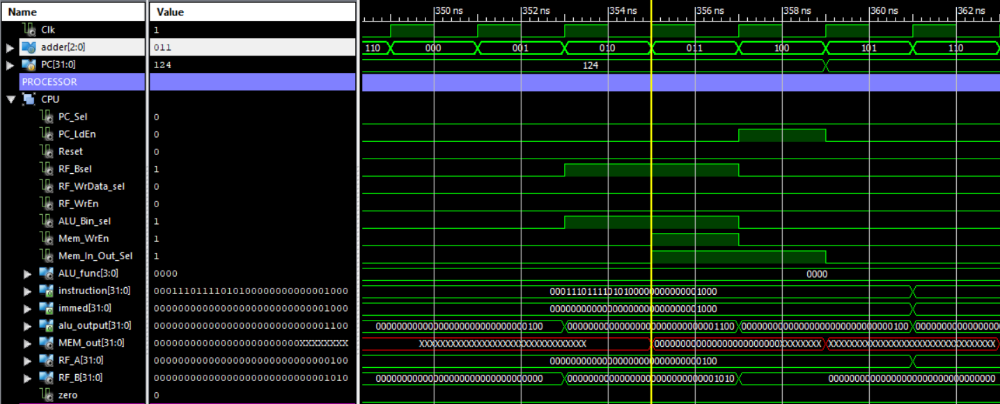 Name Value 350 ns 352 ns 354 ns 356 ns 358 ns 360 ns 362 ns
Clk 1
adder[2:0] 011 110 000 001 010 011 100 101 110
PC[31:0] 124 124
PROCESSOR
CPU
PC_Sel 0
PC_LdEn 0
Reset 0
RF_Bsel 1
RF_WrData_sel 0
RF_WrEn 0
ALU_Bin_sel 1
Mem_WrEn 1
Mem_In_Out_Sel 1
ALU_func[3:0] 0000 0000
instruction[31:0] 00011101111010100000000000001000 00011101111010100000000000001000
immed[31:0] 00000000000000000000000000001000 00000000000000000000000000001000
alu_output[31:0] 00000000000000000000000000001100 00000000000000000000000000000100 00000000000000000000000000001100 00000000000000000000000000000100
MEM_out[31:0] 000000000000000000000000XXXXXXXX XXXXXXXXXXXXXXXXXXXXXXXXXXXXXXXX 000000000000000000000000XXXXXXXX XXXXXXXXXXXXXXXXXXXXXXXXXXXXXXXX
RF_A[31:0] 00000000000000000000000000000100 00000000000000000000000000000100
RF_B[31:0] 00000000000000000000000000001010 00000000000000000000000000000000 00000000000000000000000000001010 00000000000000000000000000000000
zero 0